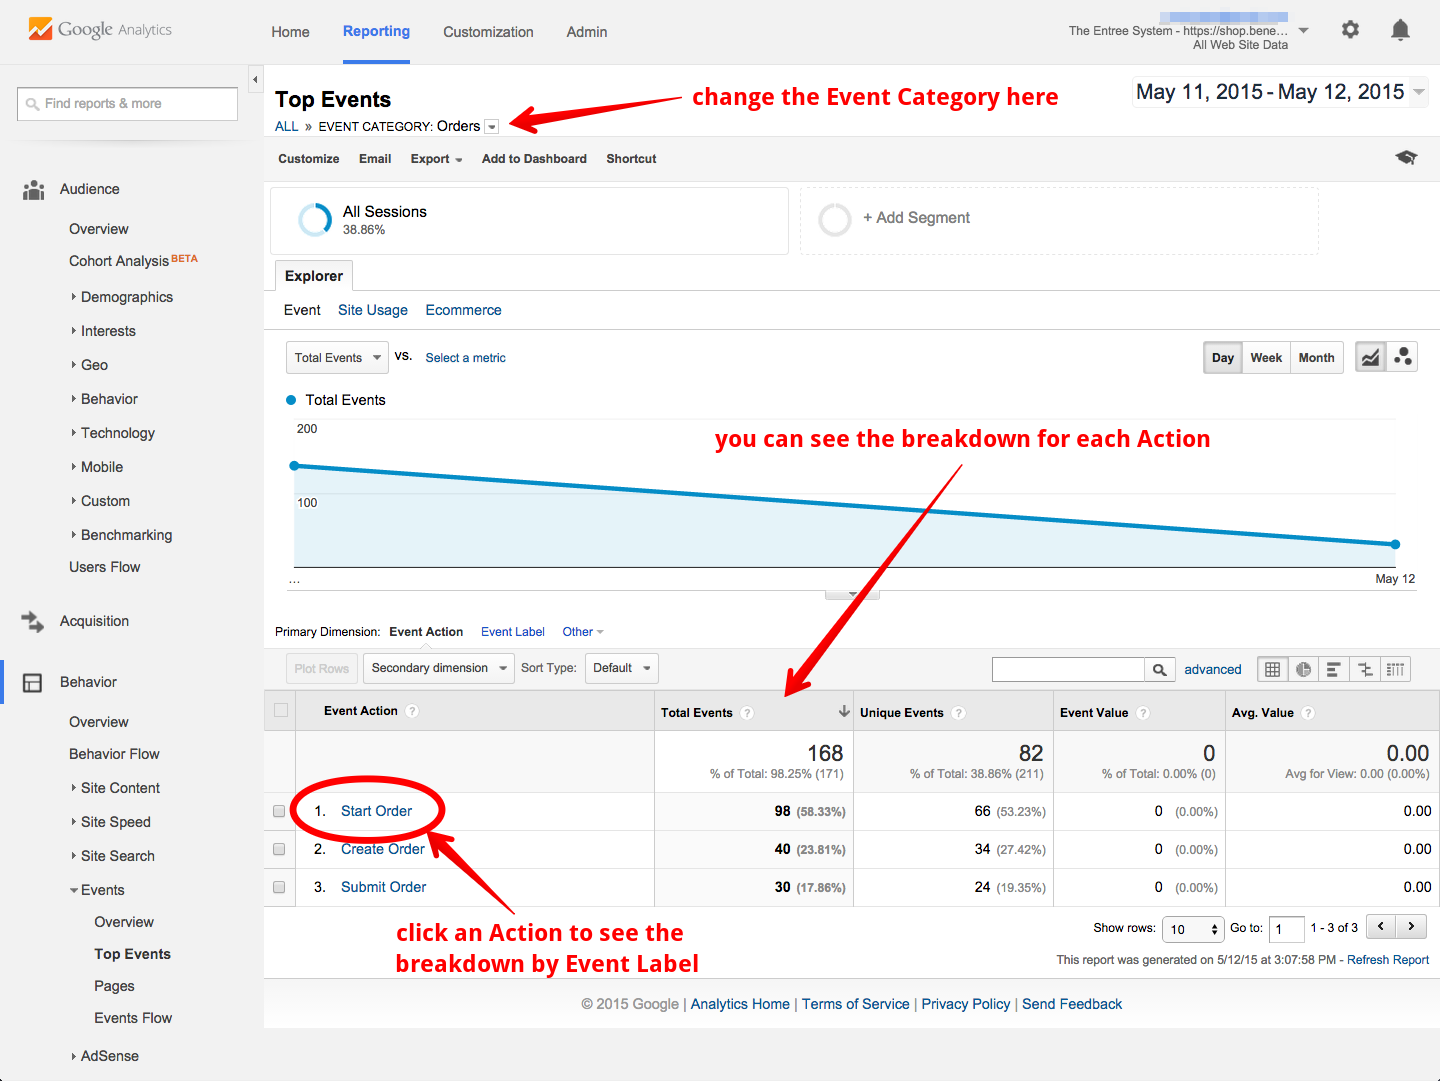 Google Analytics
Home Reporting Customization Admin
The Entree System - https://shop.bene...
All Web Site Data
Find reports & more
Top Events
change the Event Category here
May 11, 2015 - May 12, 2015
ALL » EVENT CATEGORY: Orders
Customize Email Export Add to Dashboard Shortcut
Audience
Overview
Cohort Analysis BETA
Demographics
Interests
Geo
Behavior
Technology
Mobile
Custom
Benchmarking
Users Flow
Acquisition
Behavior
Overview
Behavior Flow
Site Content
Site Speed
Site Search
Events
Overview
Top Events
Pages
Events Flow
AdSense
All Sessions
38.86%
+ Add Segment
Explorer
Event Site Usage Ecommerce
Total Events vs. Select a metric
Day Week Month
Total Events
200
you can see the breakdown for each Action
100
... May 12
Primary Dimension: Event Action Event Label Other
Plot Rows Secondary dimension Sort Type: Default advanced
Event Action ? Total Events ? Unique Events ? Event Value ? Avg. Value ?
168 82 0 0.00
% of Total: 98.25% (171) % of Total: 38.86% (211) % of Total: 0.00% (0) Avg for View: 0.00 (0.00%)
1. Start Order 98 (58.33%) 66 (53.23%) 0 (0.00%) 0.00
2. Create Order 40 (23.81%) 34 (27.42%) 0 (0.00%) 0.00
3. Submit Order 30 (17.86%) 24 (19.35%) 0 (0.00%) 0.00
click an Action to see the
breakdown by Event Label
Show rows: 10 Go to: 1 1 - 3 of 3
This report was generated on 5/12/15 at 3:07:58 PM - Refresh Report
© 2015 Google | Analytics Home | Terms of Service | Privacy Policy | Send Feedback